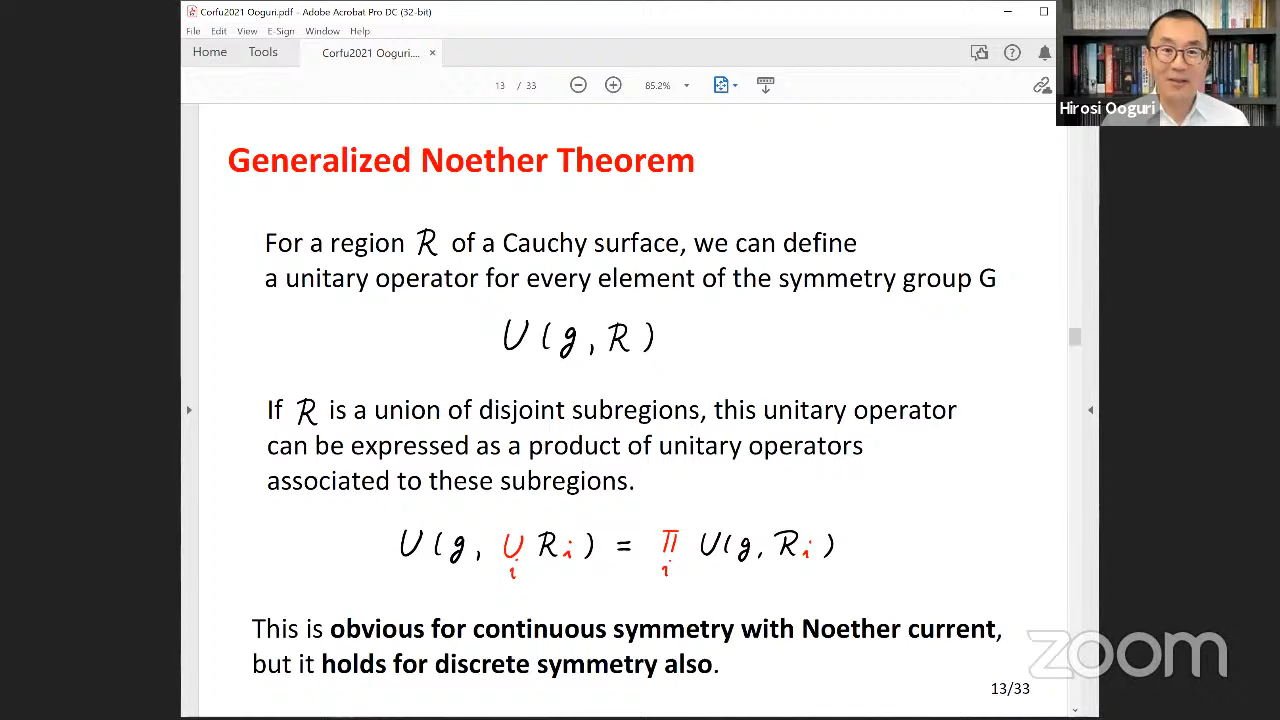 Corfu2021 Ooguri.pdf - Adobe Acrobat Pro DC (32-bit)
File Edit View E-Sign Window Help
Home Tools Corfu2021 Ooguri.... ×
13 / 33 85.2%
Hirosi Ooguri
Generalized Noether Theorem
For a region R of a Cauchy surface, we can define
a unitary operator for every element of the symmetry group G
U(g, R)
If R is a union of disjoint subregions, this unitary operator
can be expressed as a product of unitary operators
associated to these subregions.
U(g, ∪_i R_i) = Π_i U(g, R_i)
This is obvious for continuous symmetry with Noether current,
but it holds for discrete symmetry also.
13/33
zoom